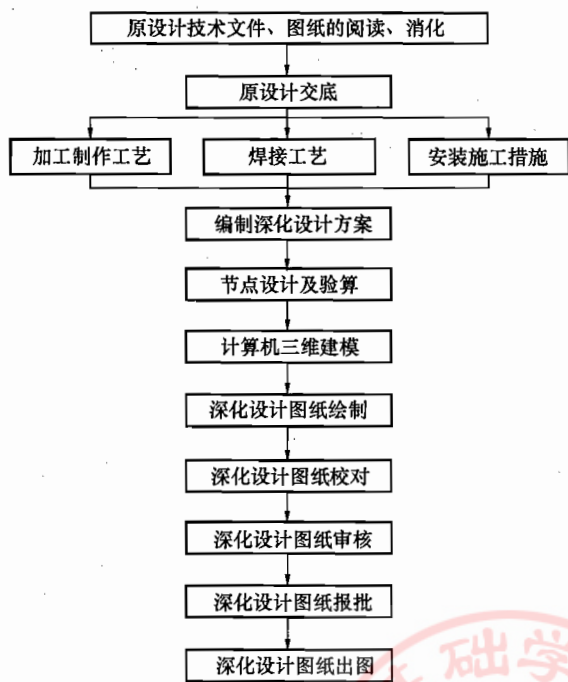 原设计技术文件、图纸的阅读、消化
原设计交底
加工制作工艺
焊接工艺
安装施工措施
编制深化设计方案
节点设计及验算
计算机三维建模
深化设计图纸绘制
深化设计图纸校对
深化设计图纸审核
深化设计图纸报批
深化设计图纸出图
础学